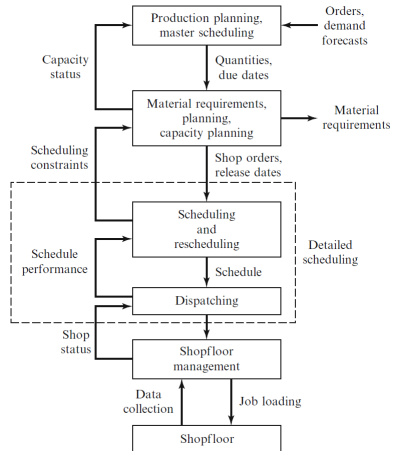 Production planning,
master scheduling
Orders,
demand
forecasts
Capacity
status
Quantities,
due dates
Material requirements,
planning,
capacity planning
Material
requirements
Scheduling
constraints
Shop orders,
release dates
Scheduling
and
rescheduling
Detailed
scheduling
Schedule
performance
Schedule
Dispatching
Shop
status
Shopfloor
management
Data
collection
Job loading
Shopfloor